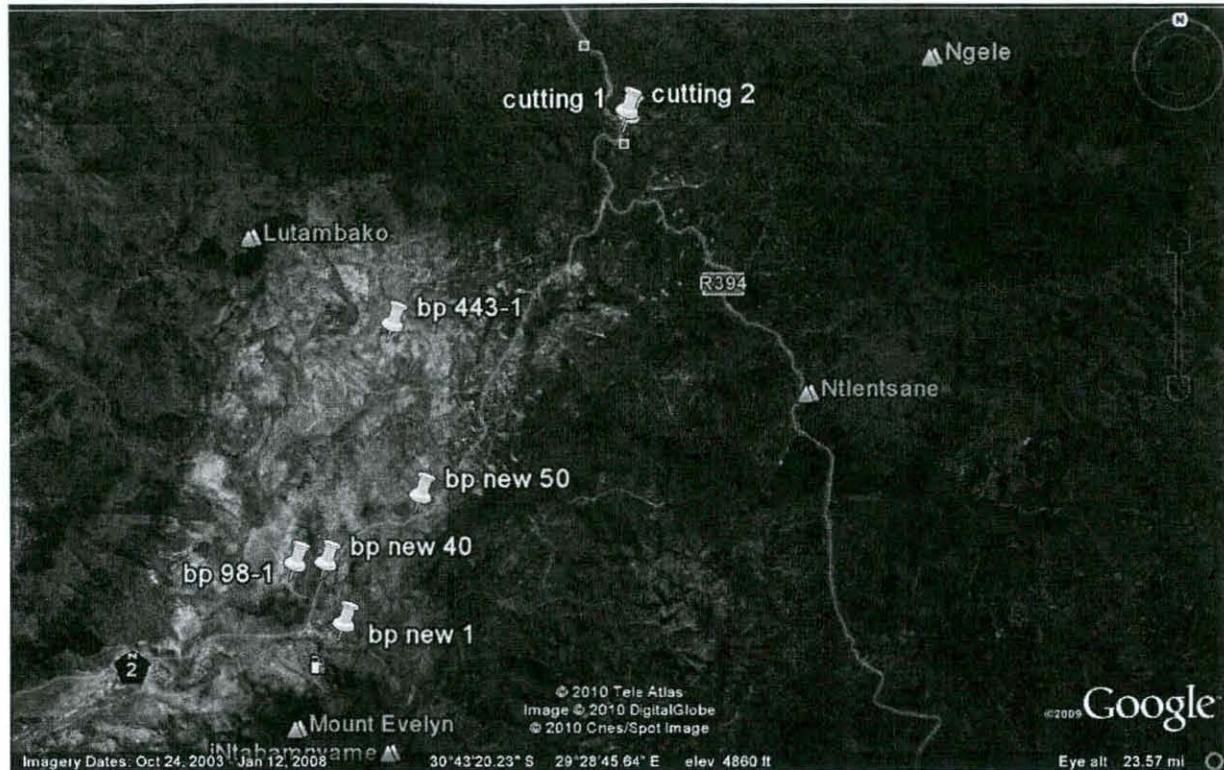 N
Ngele
cutting 1
cutting 2
Lutambako
R394
bp 443-1
Ntlentsane
bp new 50
bp new 40
bp 98-1
bp new 1
N
2
© 2010 Tele Atlas
Image © 2010 DigitalGlobe
© 2010 Cnes/Spot Image
©2009 Google
Mount Evelyn
Imagery Dates: Oct 24, 2003 - Jan 12, 2008
30°43'20.23" S 29°28'45.64" E elev 4860 ft
Eye alt 23.57 mi